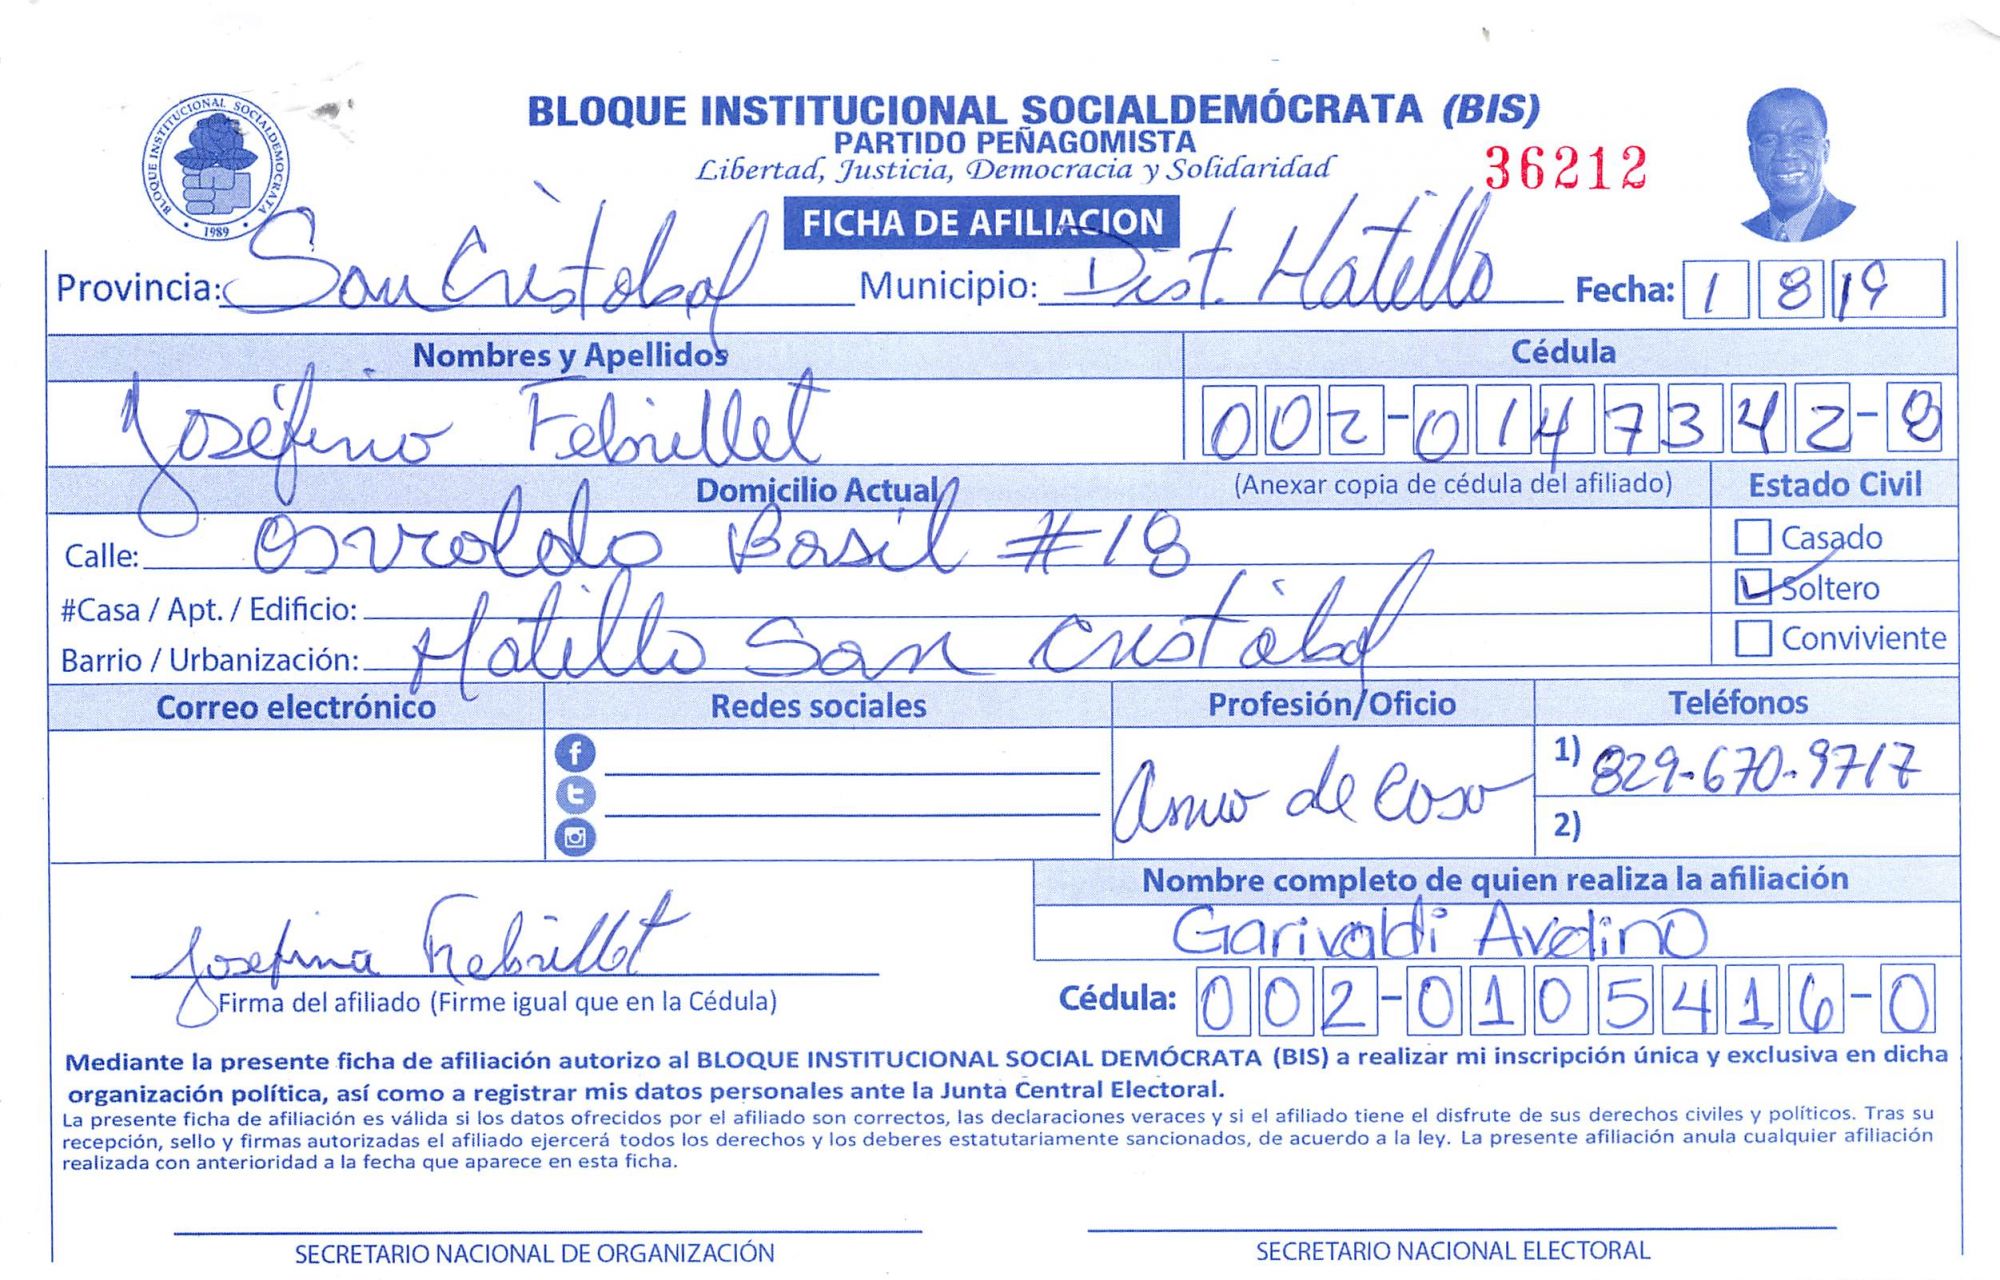 BLOQUE INSTITUCIONAL SOCIALDEMOCRATA
1989
BLOQUE INSTITUCIONAL SOCIALDEMÓCRATA (BIS)
PARTIDO PEÑAGOMISTA
Libertad, Justicia, Democracia y Solidaridad
36212
FICHA DE AFILIACION
Provincia: San Cristobal Municipio: Dist. Hatillo Fecha: 1 8 19
Nombres y Apellidos Cédula
Josefina Febrillet 002-0147342-8
Domicilio Actual (Anexar copia de cédula del afiliado) Estado Civil
Calle: Osvaldo Basil #18 Casado
#Casa / Apt. / Edificio: Soltero
Barrio / Urbanización: Hatillo San Cristobal Conviviente
Correo electrónico Redes sociales Profesión/Oficio Teléfonos
Ama de Casa 1) 829-670-9717
2)
Nombre completo de quien realiza la afiliación
Garivaldi Avelino
Josefina Febrillet
Firma del afiliado (Firme igual que en la Cédula) Cédula: 002-0105416-0
Mediante la presente ficha de afiliación autorizo al BLOQUE INSTITUCIONAL SOCIAL DEMÓCRATA (BIS) a realizar mi inscripción única y exclusiva en dicha
organización política, así como a registrar mis datos personales ante la Junta Central Electoral.
La presente ficha de afiliación es válida si los datos ofrecidos por el afiliado son correctos, las declaraciones veraces y si el afiliado tiene el disfrute de sus derechos civiles y políticos. Tras su
recepción, sello y firmas autorizadas el afiliado ejercerá todos los derechos y los deberes estatutariamente sancionados, de acuerdo a la ley. La presente afiliación anula cualquier afiliación
realizada con anterioridad a la fecha que aparece en esta ficha.
SECRETARIO NACIONAL DE ORGANIZACIÓN SECRETARIO NACIONAL ELECTORAL